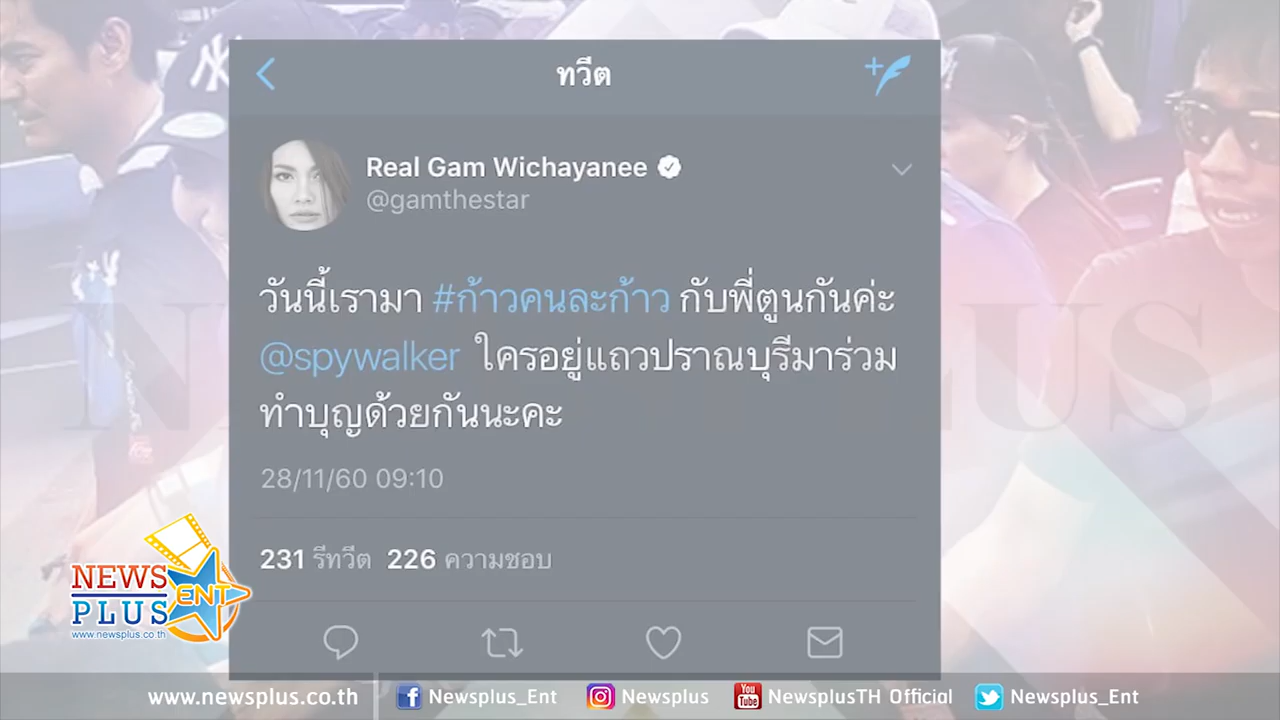 ทวีต
Real Gam Wichayanee
@gamthestar
วันนี้เรามา #ก้าวคนละก้าว กับพี่ตูนกันค่ะ
@spywalker ใครอยู่แถวปราณบุรีมาร่วม
ทำบุญด้วยกันนะคะ
28/11/60 09:10
231 รีทวีต 226 ความชอบ
NEWS
PLUS
ENT
www.newsplus.co.th
www.newsplus.co.th Newsplus_Ent Newsplus You Tube NewsplusTH Official Newsplus_Ent